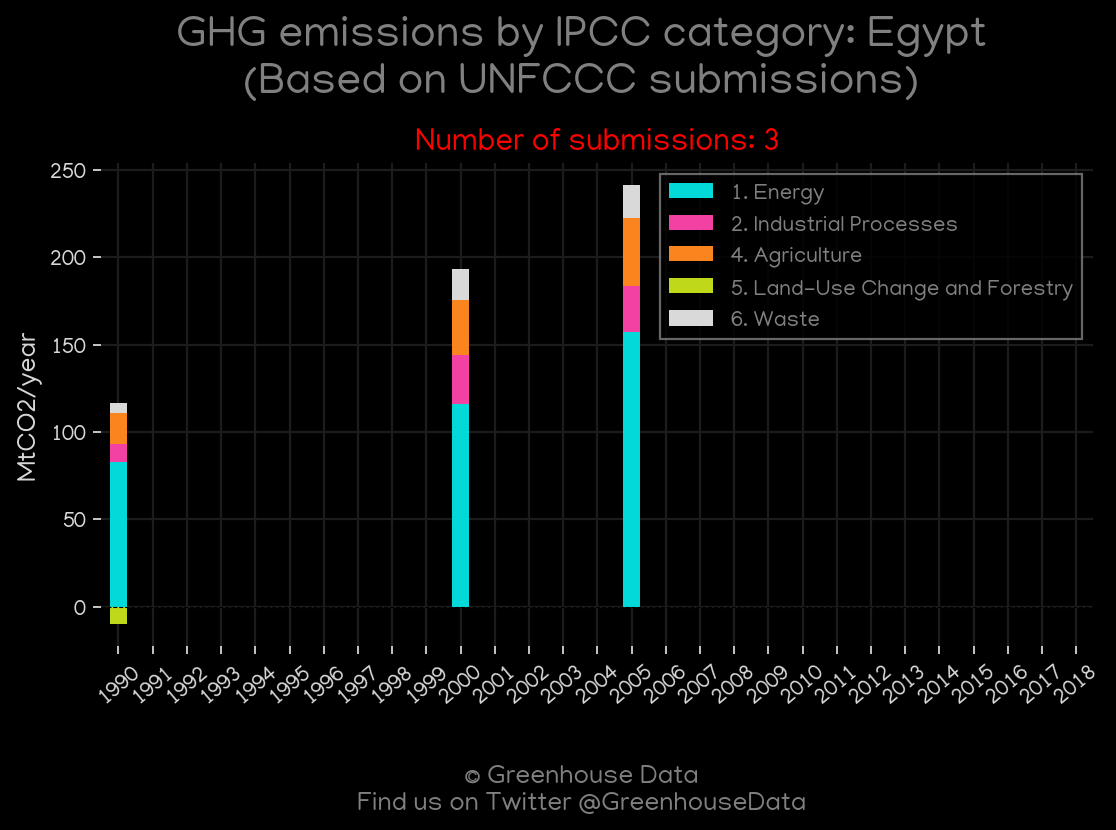 GHG emissions by IPCC category: Egypt
(Based on UNFCCC submissions)
Number of submissions: 3
MtCO2/year
250
200
150
100
50
0
1. Energy
2. Industrial Processes
4. Agriculture
5. Land-Use Change and Forestry
6. Waste
1990 1991 1992 1993 1994 1995 1996 1997 1998 1999 2000 2001 2002 2003 2004 2005 2006 2007 2008 2009 2010 2011 2012 2013 2014 2015 2016 2017 2018
© Greenhouse Data
Find us on Twitter @GreenhouseData